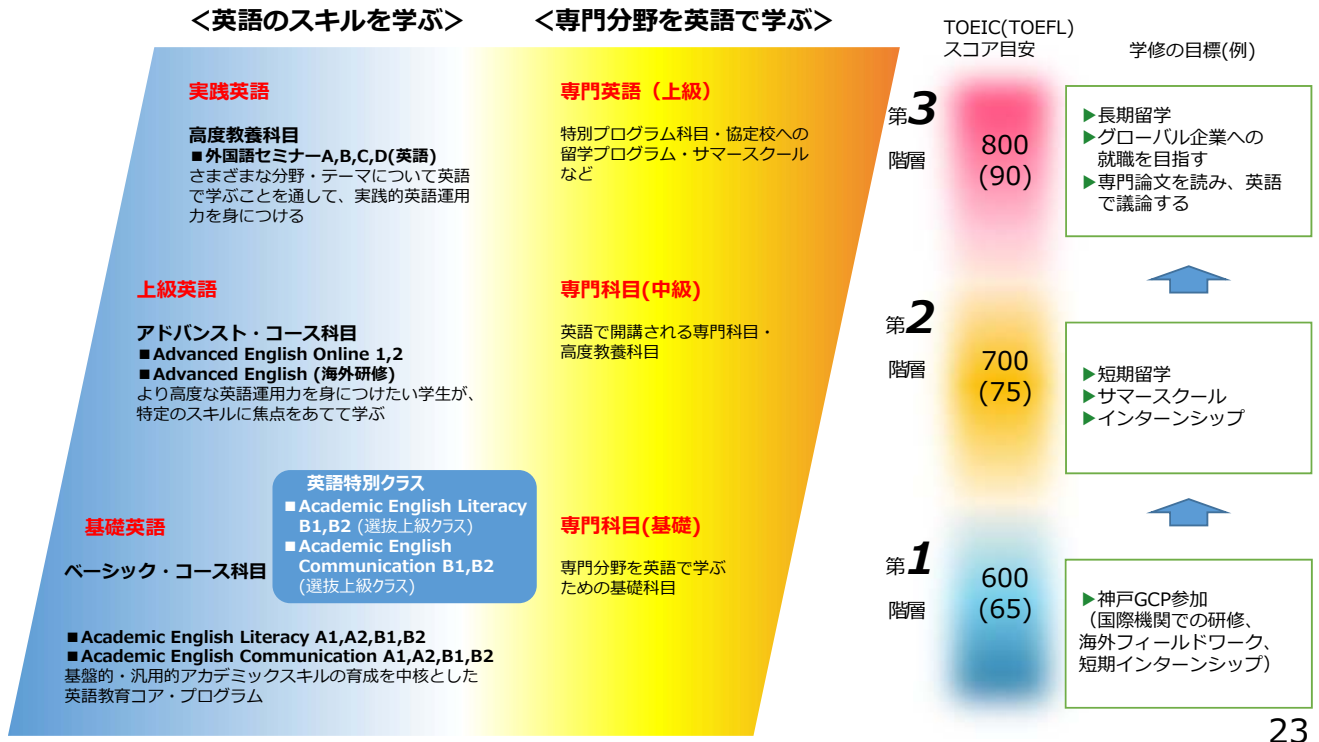 <英語のスキルを学ぶ>
<専門分野を英語で学ぶ>
実践英語
高度教養科目
■外国語セミナーA,B,C,D(英語)
さまざまな分野・テーマについて英語
で学ぶことを通して、実践的英語運用
力を身につける
専門英語（上級）
特別プログラム科目・協定校への
留学プログラム・サマースクール
など
上級英語
アドバンスト・コース科目
■Advanced English Online 1,2
■Advanced English (海外研修)
より高度な英語運用力を身につけたい学生が、
特定のスキルに焦点をあてて学ぶ
専門科目(中級)
英語で開講される専門科目・
高度教養科目
英語特別クラス
■Academic English Literacy
B1,B2 (選抜上級クラス)
■Academic English
Communication B1,B2
(選抜上級クラス)
基礎英語
ベーシック・コース科目
■Academic English Literacy A1,A2,B1,B2
■Academic English Communication A1,A2,B1,B2
基盤的・汎用的アカデミックスキルの育成を中核とした
英語教育コア・プログラム
専門科目(基礎)
専門分野を英語で学ぶ
ための基礎科目
TOEIC(TOEFL)
スコア目安
学修の目標(例)
第3
階層
800
(90)
▶長期留学
▶グローバル企業への
就職を目指す
▶専門論文を読み、英語
で議論する
第2
階層
700
(75)
▶短期留学
▶サマースクール
▶インターンシップ
第1
階層
600
(65)
▶神戸GCP参加
（国際機関での研修、
海外フィールドワーク、
短期インターンシップ）
23